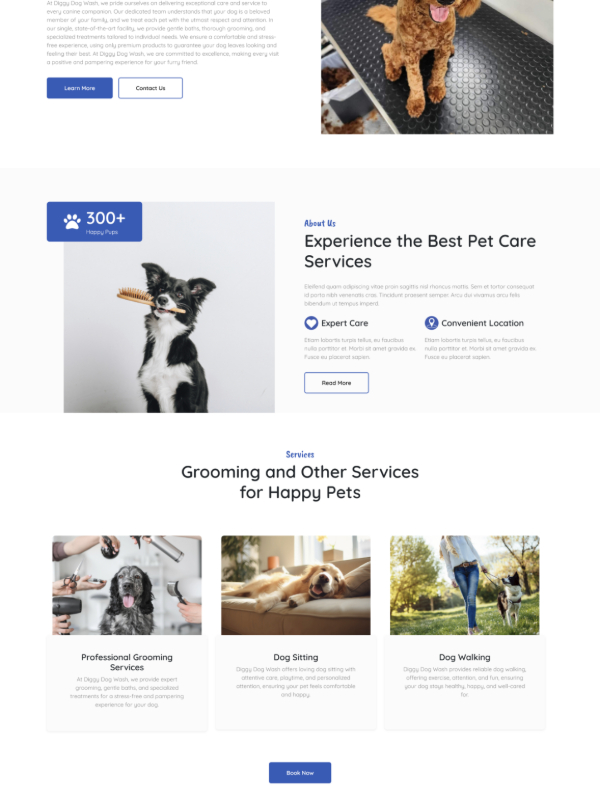 At Diggy Dog Wash, we pride ourselves on delivering exceptional care and service to
every canine companion. Our dedicated team understands that your dog is a beloved
member of your family, and we treat each pet with the utmost respect and attention. In
our single, state-of-the-art facility, we provide gentle baths, thorough grooming, and
specialized treatments tailored to individual needs. We ensure a comfortable and stress-
free experience, using only premium products to guarantee your dog leaves looking and
feeling their best. At Diggy Dog Wash, we are committed to excellence, making every visit
a positive and pampering experience for your furry friend.
Learn More
Contact Us
300+
Happy Pups
About Us
Experience the Best Pet Care
Services
Eleifend quam adipiscing vitae proin sagittis nisl rhoncus mattis. Sem et tortor consequat
id porta nibh venenatis cras. Tincidunt praesent semper. Arcu dui vivamus arcu felis
bibendum ut tempus impend.
Expert Care
Etiam lobortis turpis tellus, eu faucibus
nulla porttitor et. Morbi sit amet gravida ex.
Fusce eu placerat sapien.
Convenient Location
Etiam lobortis turpis tellus, eu faucibus
nulla porttitor et. Morbi sit amet gravida ex.
Fusce eu placerat sapien.
Read More
Services
Grooming and Other Services
for Happy Pets
Professional Grooming
Services
At Diggy Dog Wash, we provide expert
grooming, gentle baths, and specialized
treatments for a stress-free and pampering
experience for your dog.
Dog Sitting
Diggy Dog Wash offers loving dog sitting with
attentive care, playtime, and personalized
attention, ensuring your pet feels comfortable
and happy.
Dog Walking
Diggy Dog Wash provides reliable dog walking,
offering exercise, attention, and fun, ensuring
your dog stays healthy, happy, and well-cared
for.
Book Now